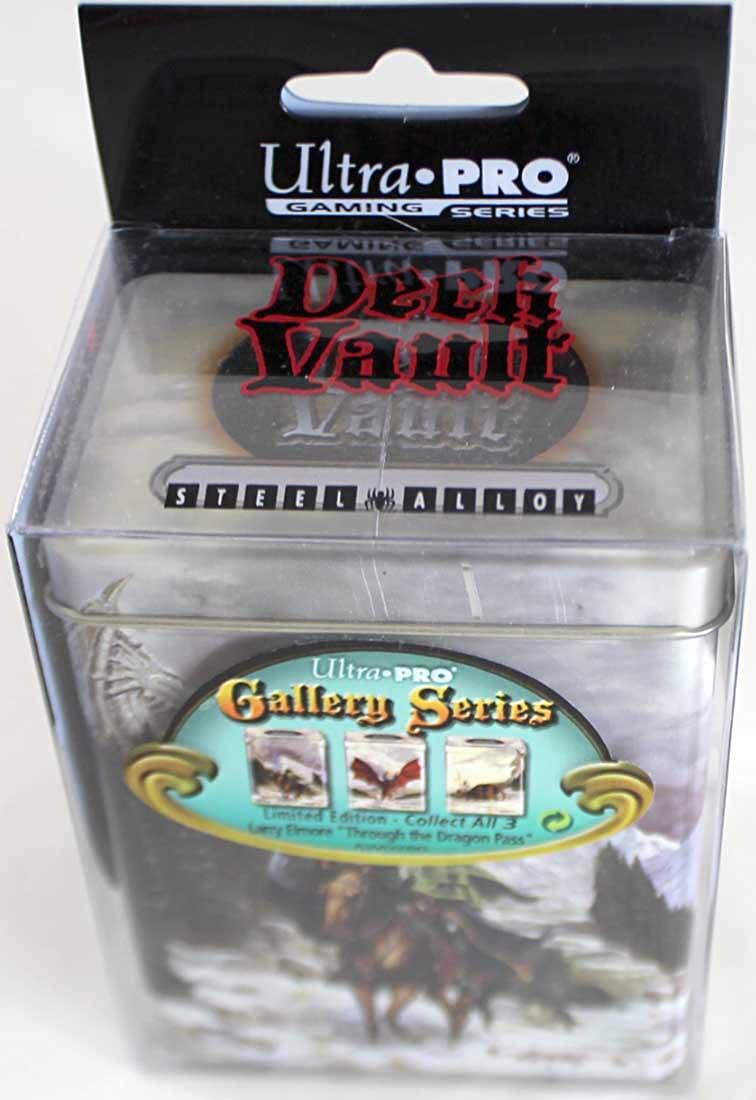 Ultra•PRO®
GAMING SERIES
Deck
Vault
STEEL ALLOY
Ultra•PRO®
Gallery Series
Limited Edition - Collect All 3
Larry Elmore "Through the Dragon Pass"